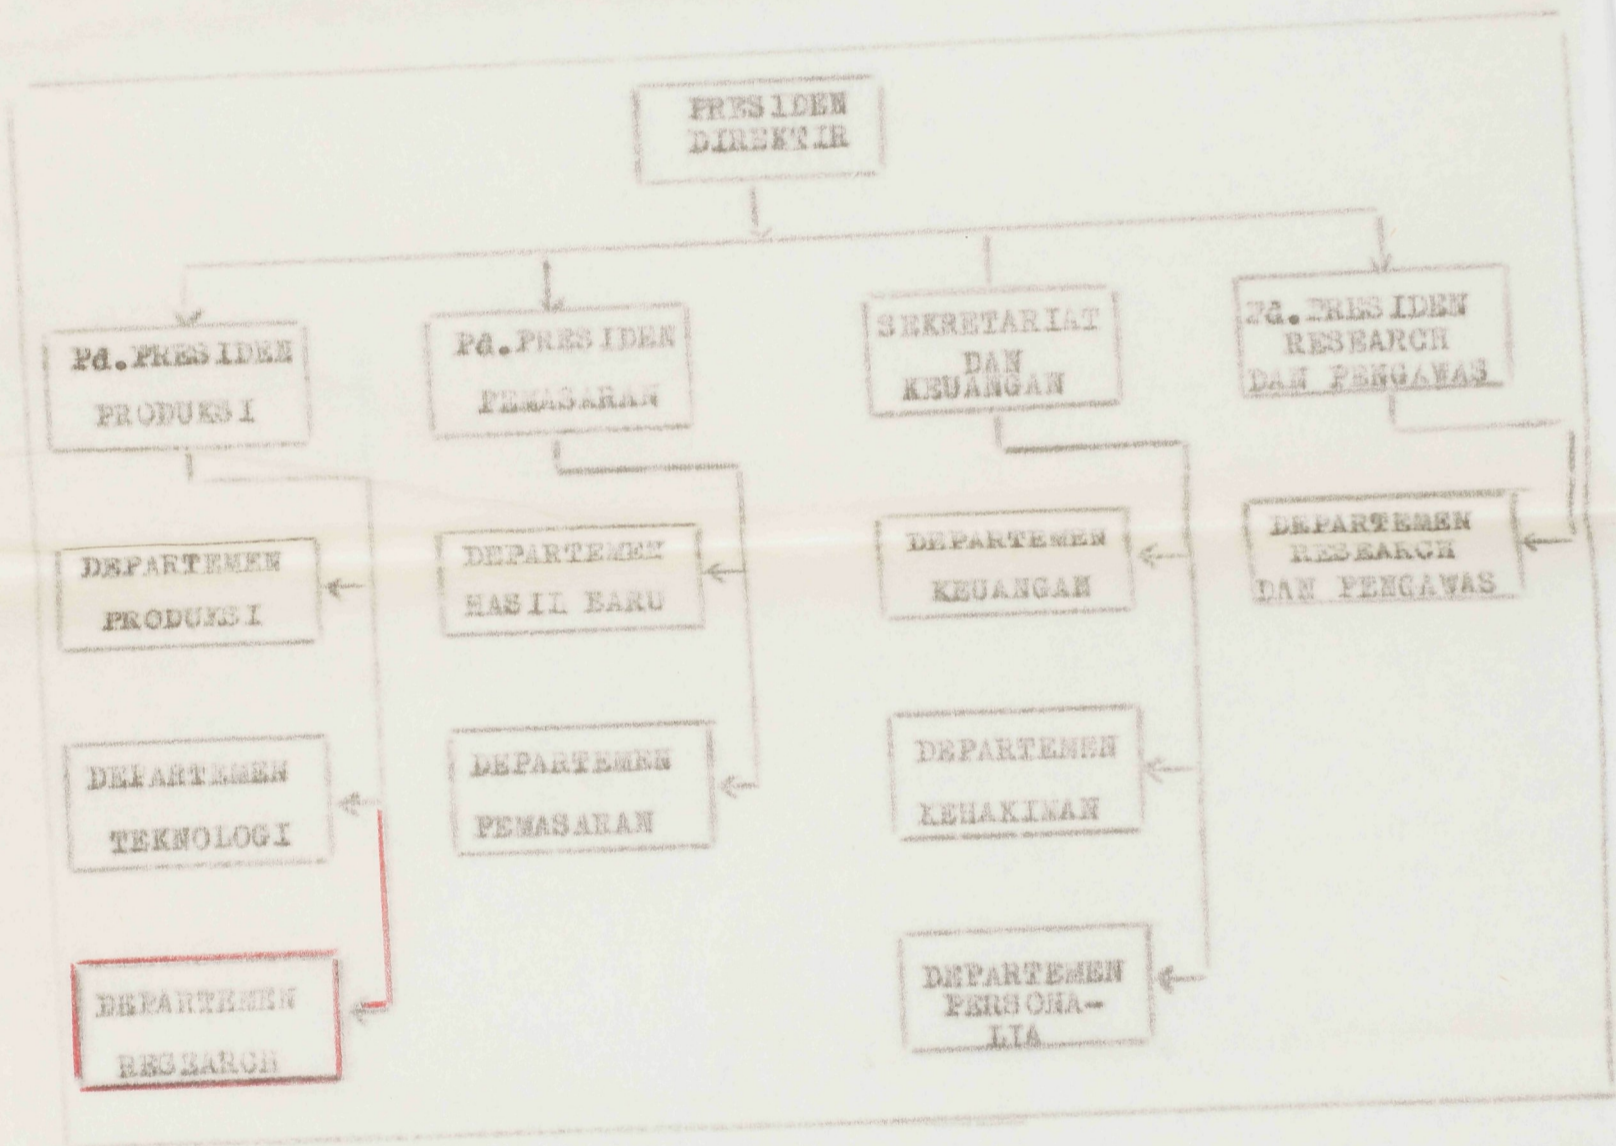 PRESIDEN
DIREKTIR
Pd.PRESIDEN
PRODUKSI
Pd.PRESIDEN
PEMASARAN
SEKRETARIAT
DAN
KEUANGAN
Pd.PRESIDEN
RESEARCH
DAN PENGAWAS
DEPARTEMEN
PRODUKSI
DEPARTEMEN
HASIL BARU
DEPARTEMEN
KEUANGAN
DEPARTEMEN
RESEARCH
DAN PENGAWAS
DEPARTEMEN
TEKNOLOGI
DEPARTEMEN
PEMASARAN
DEPARTEMEN
KEHAKIMAN
DEPARTEMEN
RESEARCH
DEPARTEMEN
PERSONA-
LIA